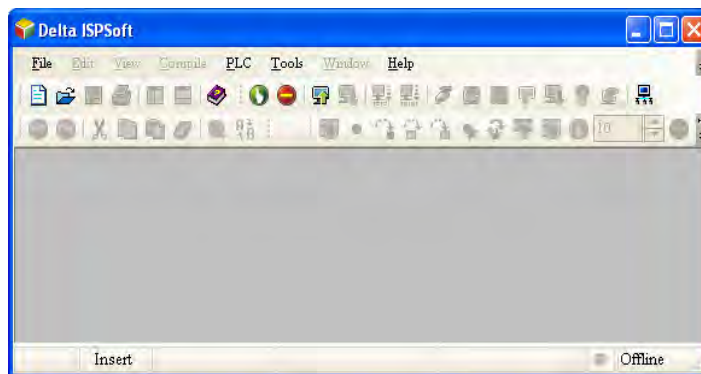 Delta ISPSoft
File Edit View Compile PLC Tools Window Help
10
Insert Offline